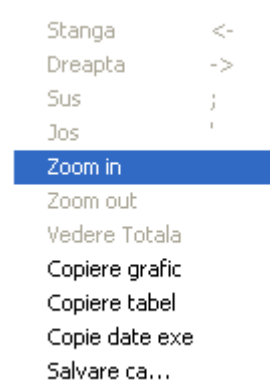 Stanga <-
Dreapta ->
Sus ;
Jos '
Zoom in
Zoom out
Vedere Totala
Copiere grafic
Copiere tabel
Copie date exe
Salvare ca...